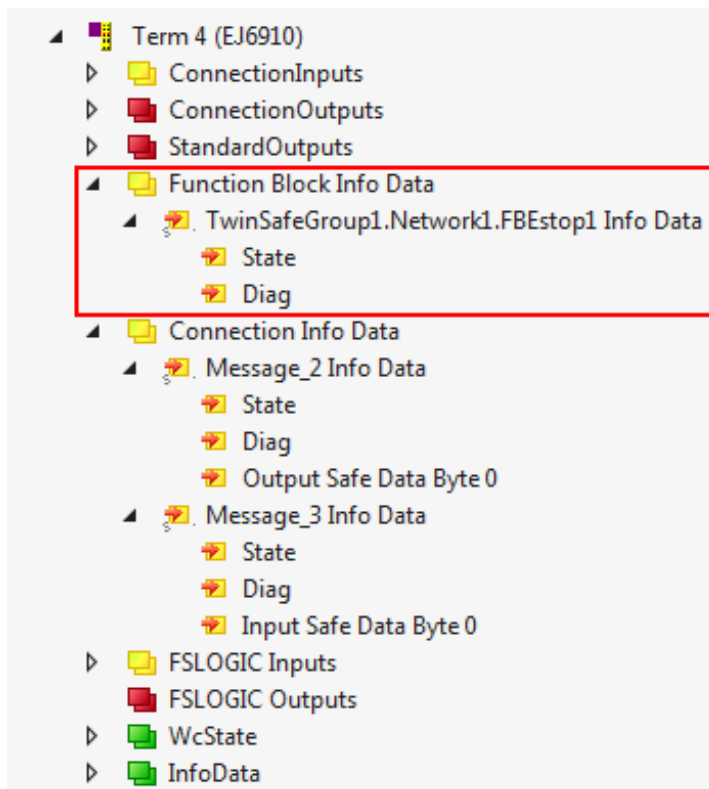 Term 4 (EJ6910)
ConnectionInputs
ConnectionOutputs
StandardOutputs
Function Block Info Data
TwinSafeGroup1.Network1.FBEstop1 Info Data
State
Diag
Connection Info Data
Message_2 Info Data
State
Diag
Output Safe Data Byte 0
Message_3 Info Data
State
Diag
Input Safe Data Byte 0
FSLOGIC Inputs
FSLOGIC Outputs
WcState
InfoData